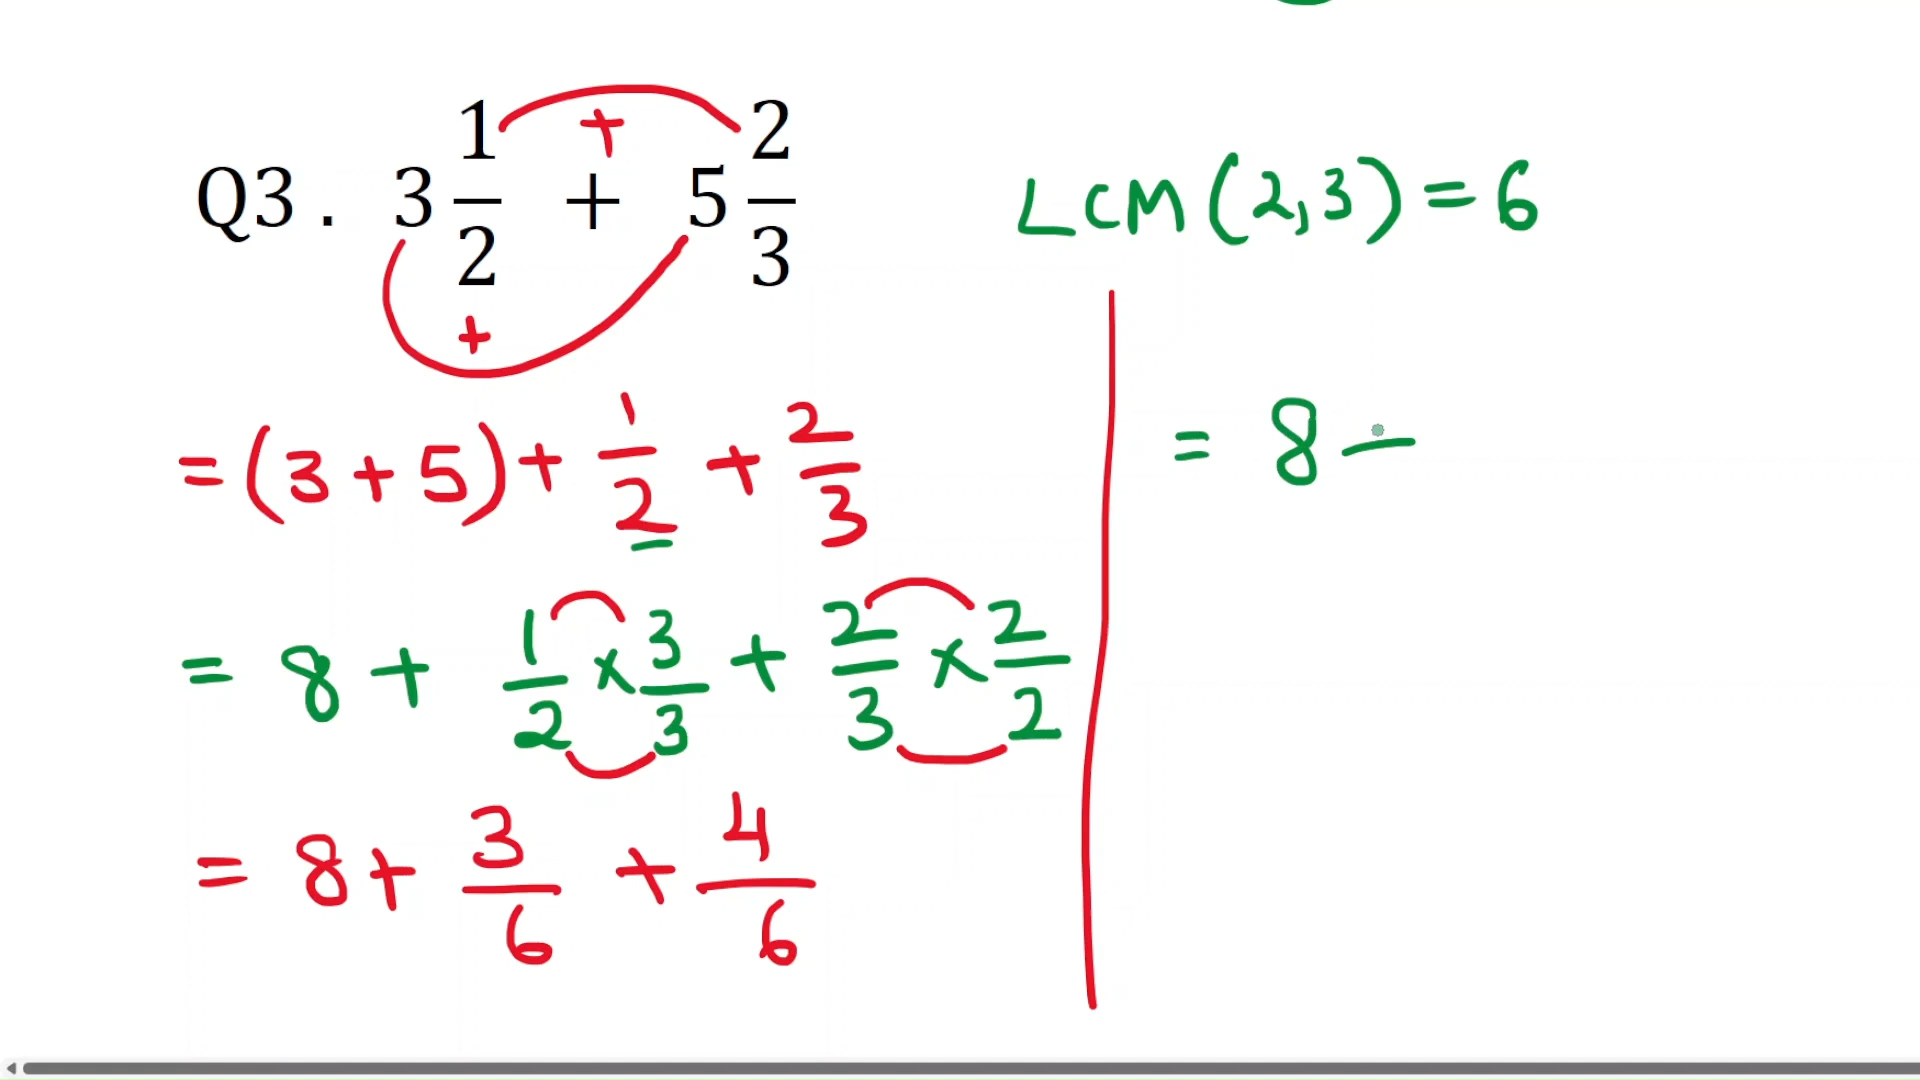 Q3. 3 1/2 + 5 2/3
+
+
= (3 + 5) + 1/2 + 2/3
= 8 + 1/2 × 3/3 + 2/3 × 2/2
= 8 + 3/6 + 4/6
LCM (2,3) = 6
= 8 —